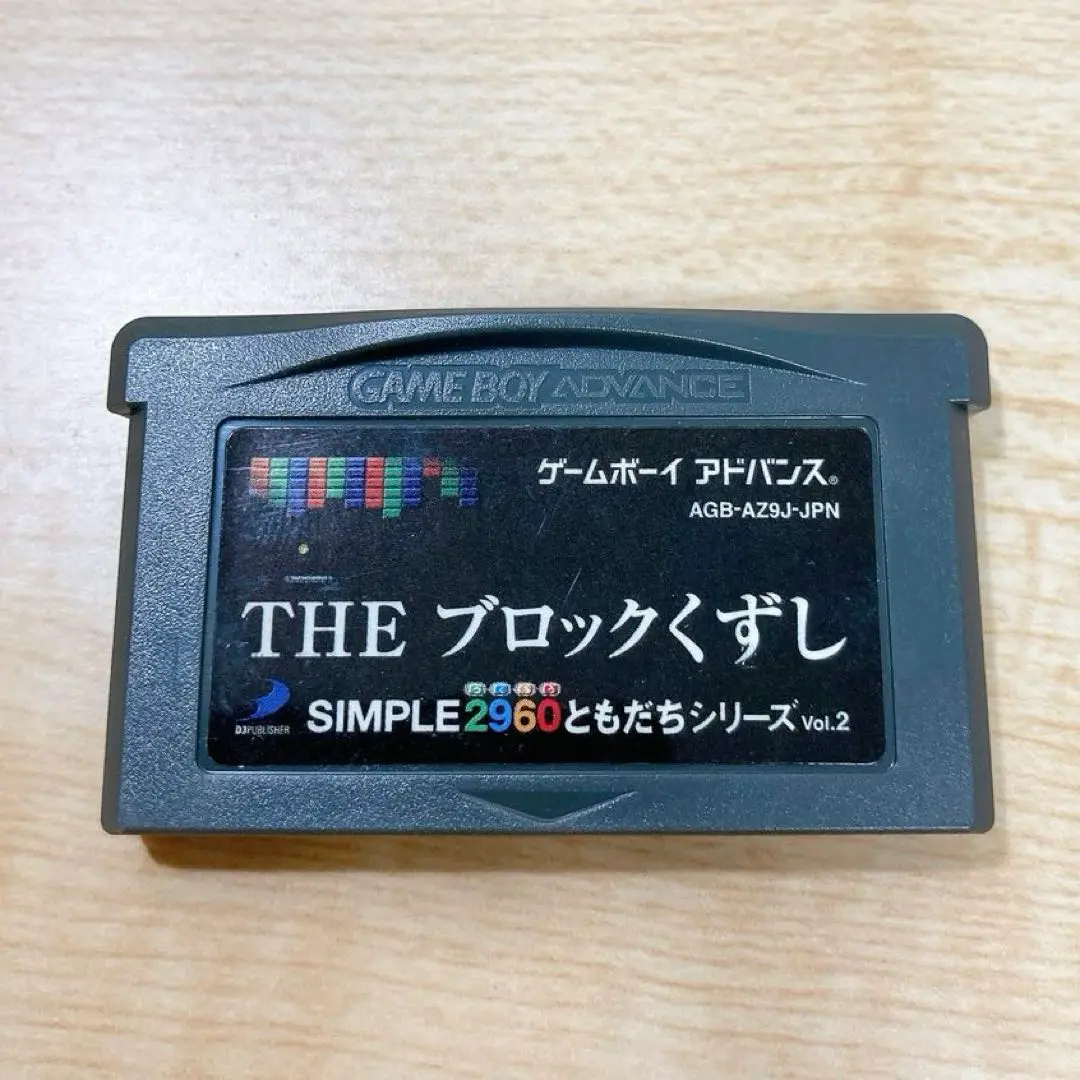 GAME BOY ADVANCE
ゲームボーイ アドバンス®
AGB-AZ9J-JPN
THE ブロックくずし
D3PUBLISHER
SIMPLE2960ともだちシリーズ Vol.2